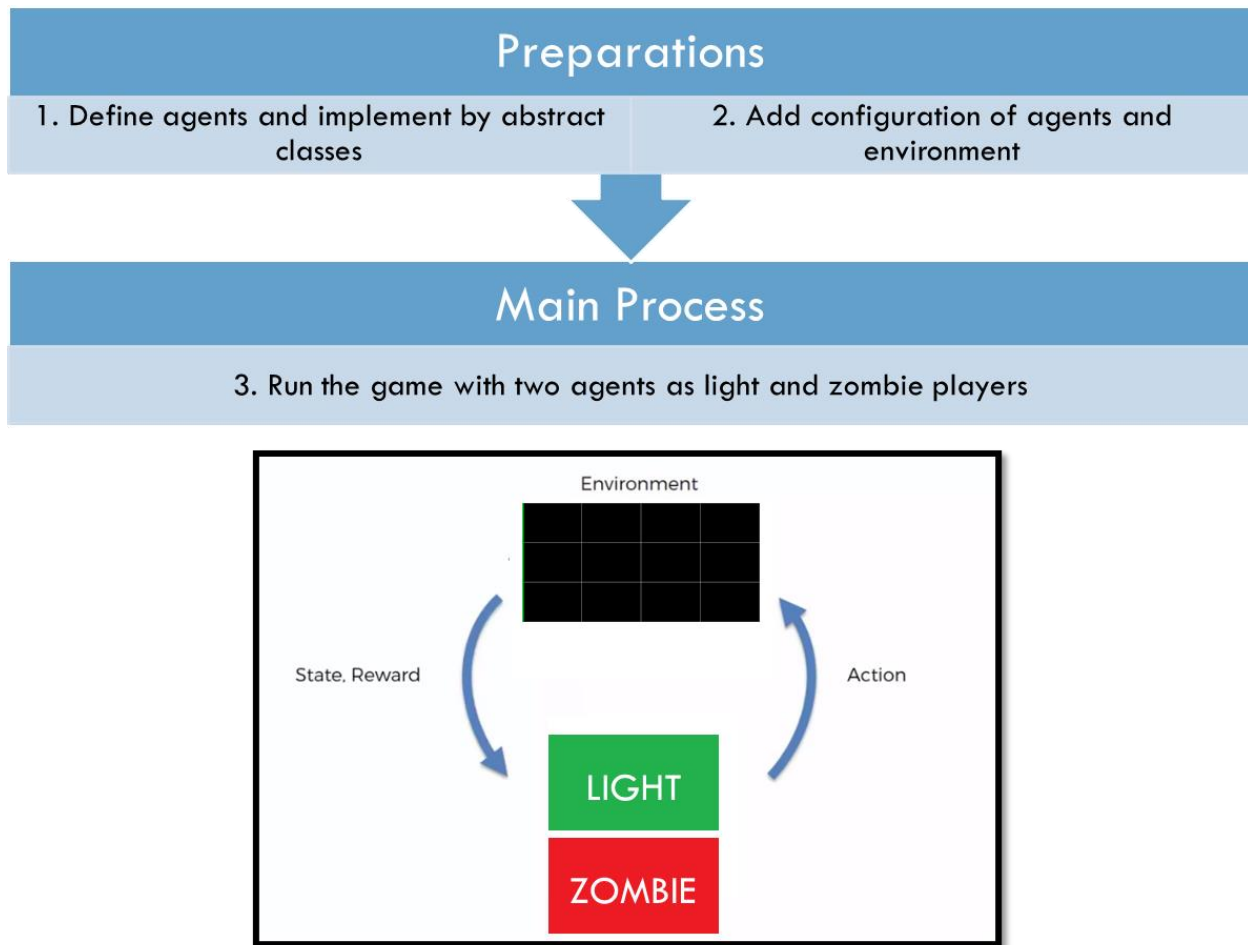 Preparations
1. Define agents and implement by abstract
classes
2. Add configuration of agents and
environment
Main Process
3. Run the game with two agents as light and zombie players
Environment
State, Reward
Action
LIGHT
ZOMBIE